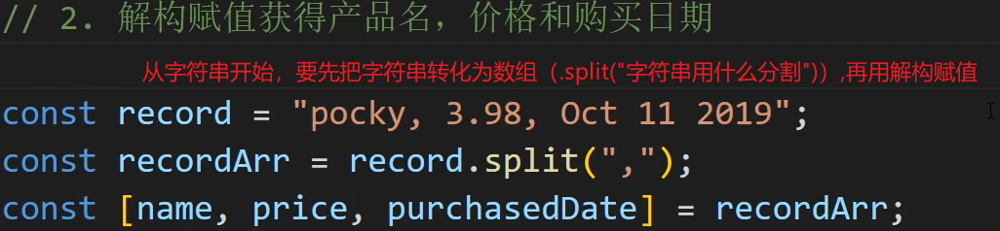 // 2. 解构赋值获得产品名，价格和购买日期
从字符串开始，要先把字符串转化为数组（.split("字符串用什么分割")）,再用解构赋值
const record = "pocky, 3.98, Oct 11 2019";
const recordArr = record.split(",");
const [name, price, purchasedDate] = recordArr;